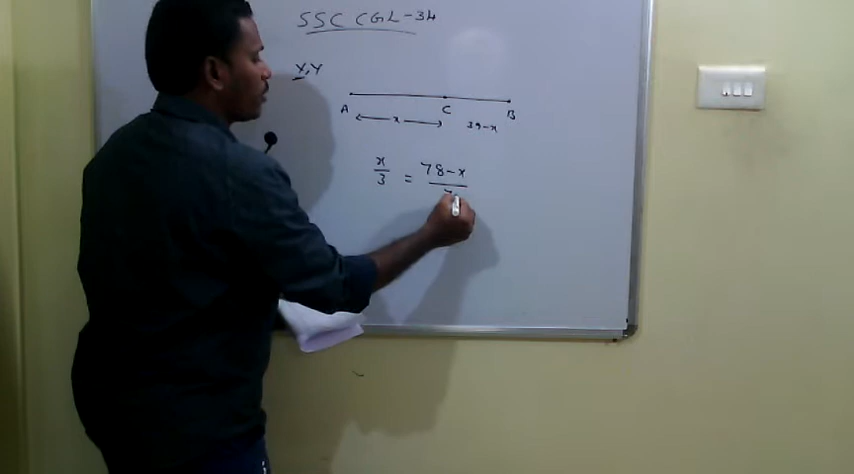 SSC CGL-34
X,Y
A C B
x 39-x
x/3 = 78-x